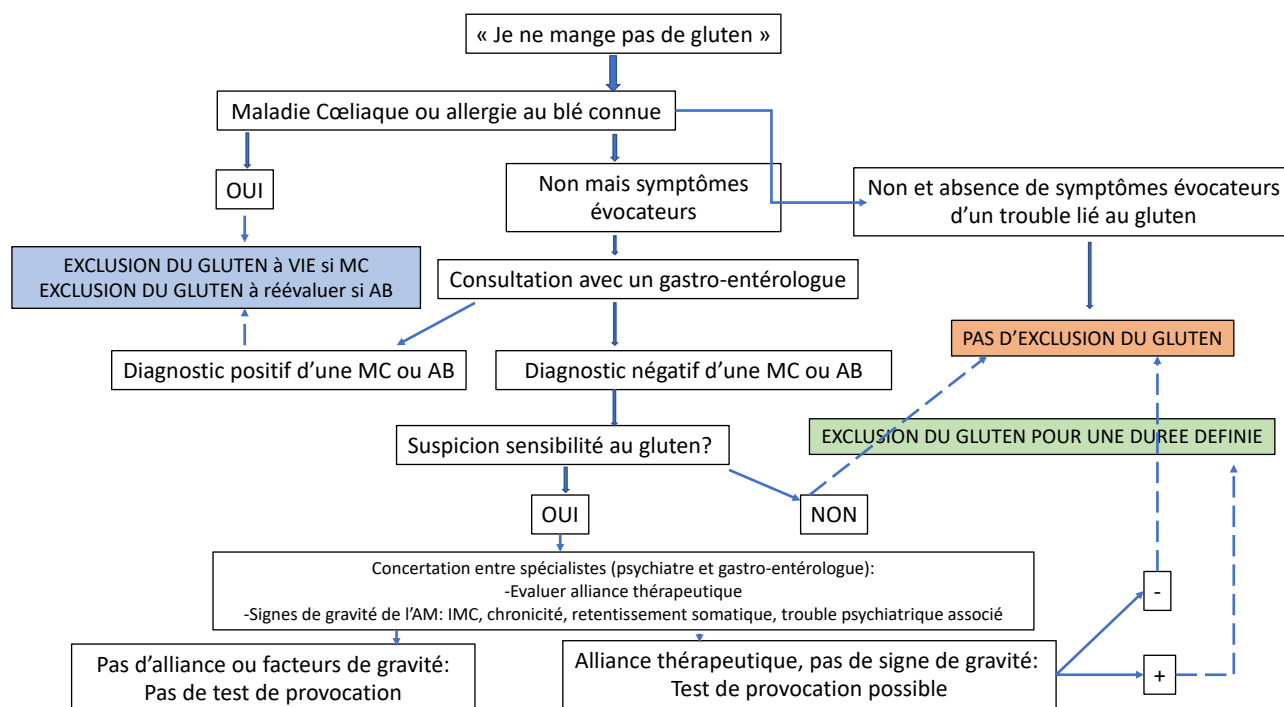 « Je ne mange pas de gluten »
Maladie Cœliaque ou allergie au blé connue
OUI
Non mais symptômes
évocateurs
Non et absence de symptômes évocateurs
d’un trouble lié au gluten
EXCLUSION DU GLUTEN à VIE si MC
EXCLUSION DU GLUTEN à réévaluer si AB
Consultation avec un gastro-entérologue
PAS D’EXCLUSION DU GLUTEN
Diagnostic positif d’une MC ou AB
Diagnostic négatif d’une MC ou AB
EXCLUSION DU GLUTEN POUR UNE DUREE DEFINIE
Suspicion sensibilité au gluten?
OUI
NON
Concertation entre spécialistes (psychiatre et gastro-entérologue):
-Evaluer alliance thérapeutique
-Signes de gravité de l’AM: IMC, chronicité, retentissement somatique, trouble psychiatrique associé
-
Pas d’alliance ou facteurs de gravité:
Pas de test de provocation
Alliance thérapeutique, pas de signe de gravité:
Test de provocation possible
+